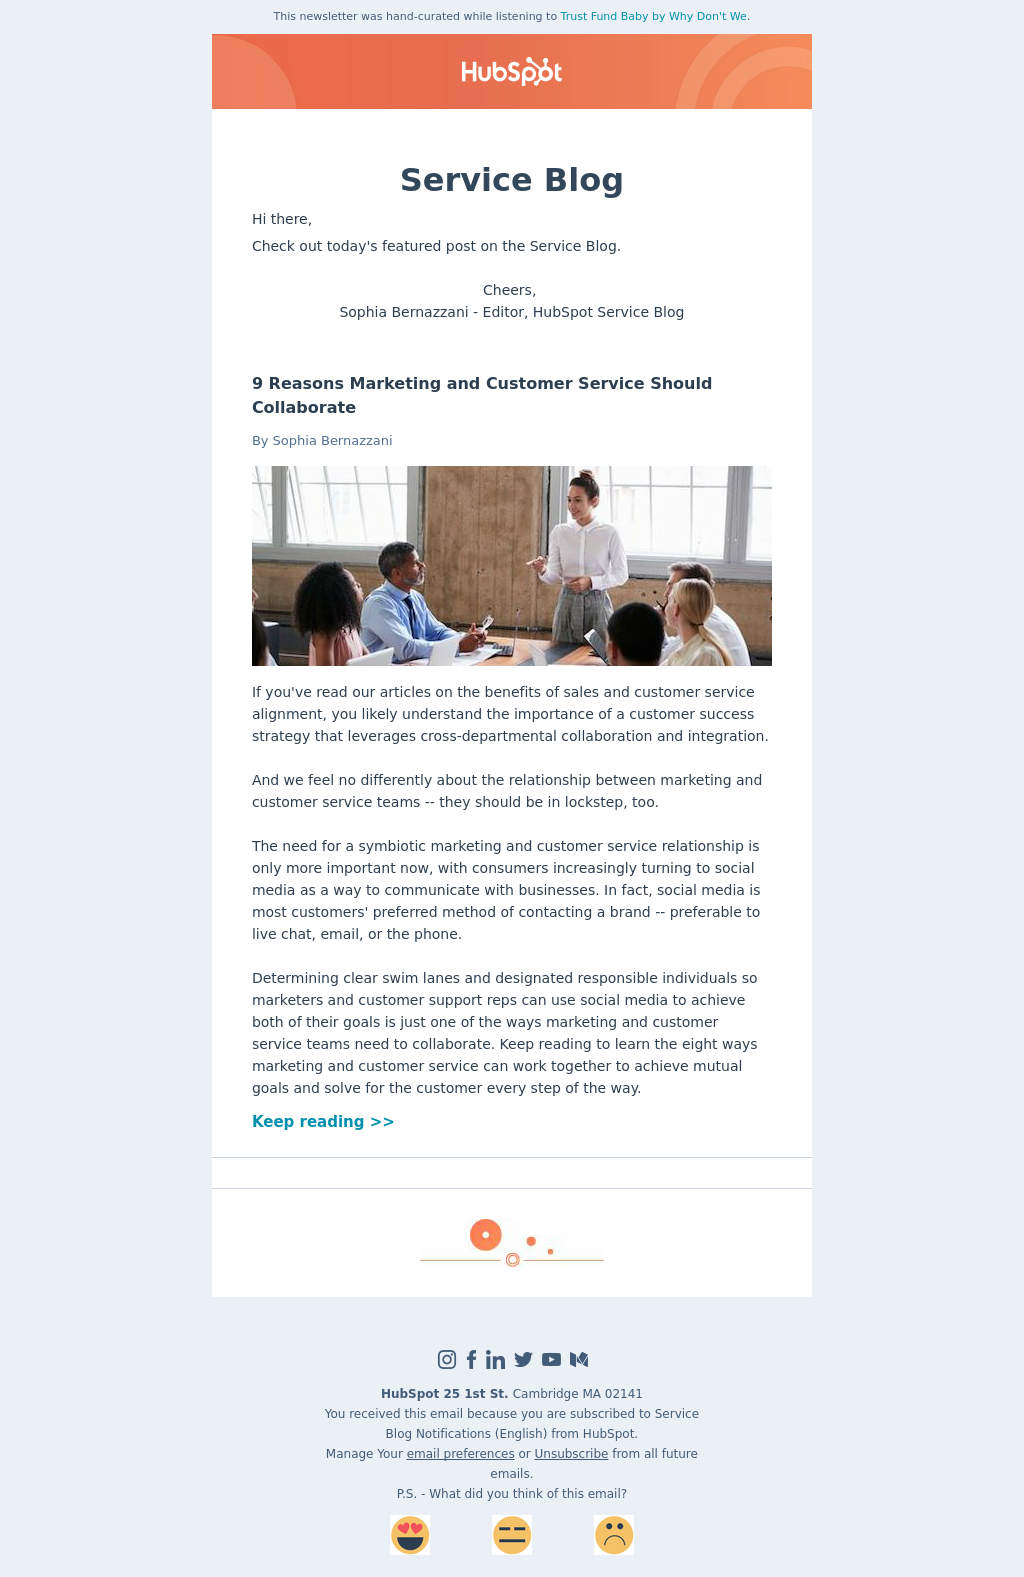 This newsletter was hand-curated while listening to Trust Fund Baby by Why Don't We.
HubSpot
Service Blog
Hi there,
Check out today's featured post on the Service Blog.
Cheers,
Sophia Bernazzani - Editor, HubSpot Service Blog
9 Reasons Marketing and Customer Service Should
Collaborate
By Sophia Bernazzani
If you've read our articles on the benefits of sales and customer service
alignment, you likely understand the importance of a customer success
strategy that leverages cross-departmental collaboration and integration.
And we feel no differently about the relationship between marketing and
customer service teams -- they should be in lockstep, too.
The need for a symbiotic marketing and customer service relationship is
only more important now, with consumers increasingly turning to social
media as a way to communicate with businesses. In fact, social media is
most customers' preferred method of contacting a brand -- preferable to
live chat, email, or the phone.
Determining clear swim lanes and designated responsible individuals so
marketers and customer support reps can use social media to achieve
both of their goals is just one of the ways marketing and customer
service teams need to collaborate. Keep reading to learn the eight ways
marketing and customer service can work together to achieve mutual
goals and solve for the customer every step of the way.
Keep reading >>
HubSpot 25 1st St. Cambridge MA 02141
You received this email because you are subscribed to Service
Blog Notifications (English) from HubSpot.
Manage Your email preferences or Unsubscribe from all future
emails.
P.S. - What did you think of this email?